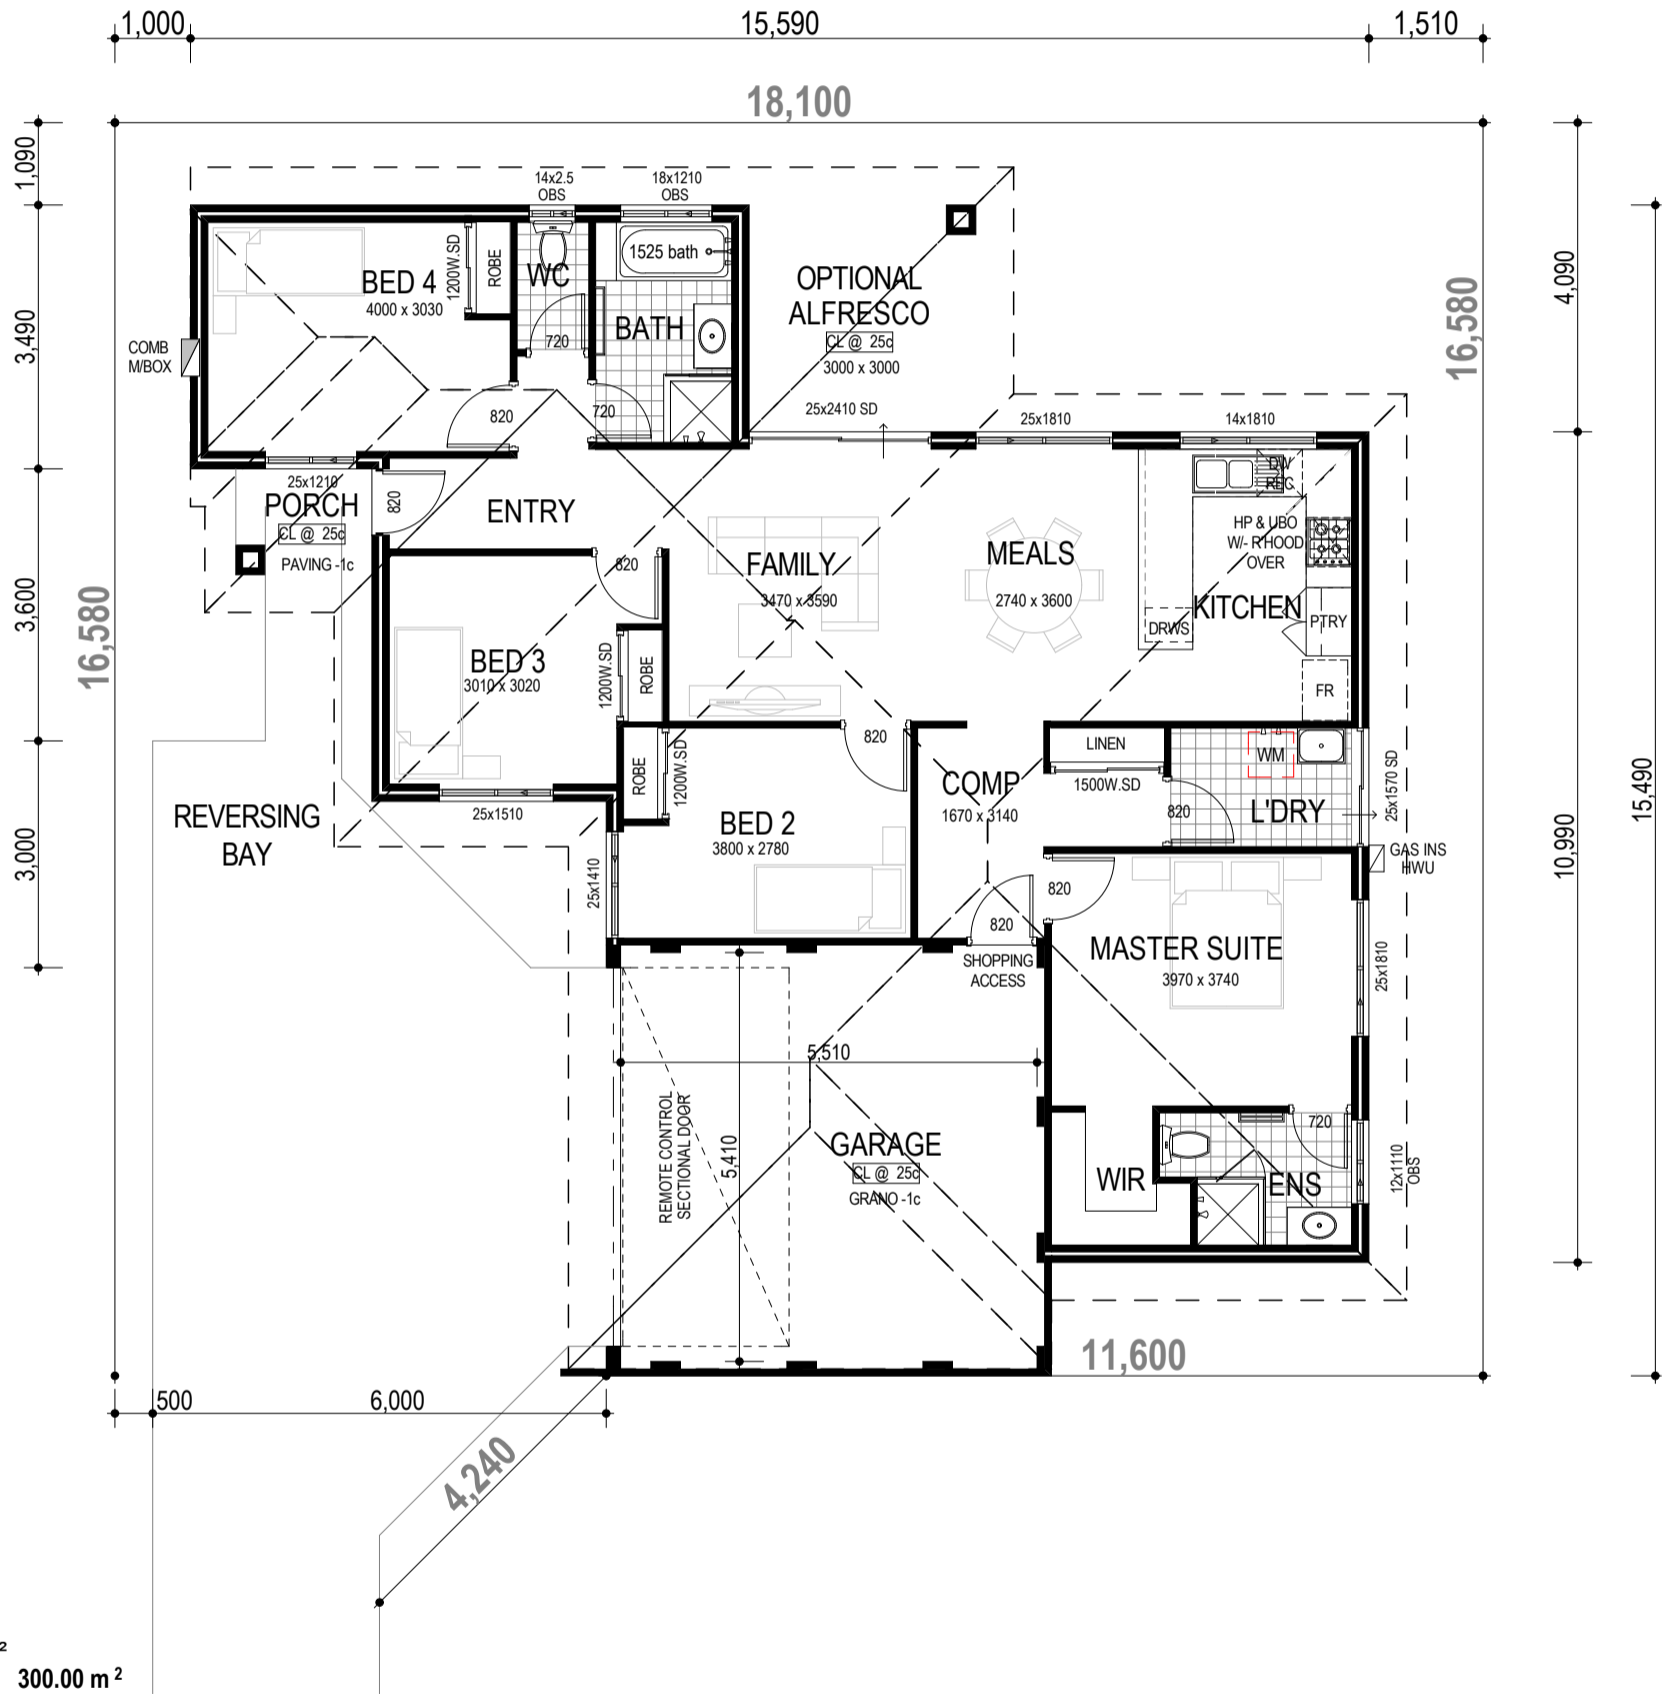 1,000
15,590
1,510
18,100
1,090
3,490
3,600
3,000
16,580
14x2.5
OBS
18x1210
OBS
BED 4
4000 x 3030
1200W.SD
ROBE
WC
720
1525 bath
BATH
720
820
COMB
M/BOX
OPTIONAL
ALFRESCO
CL @ 25c
3000 x 3000
25x2410 SD
25x1810
14x1810
16,580
4,090
10,990
15,490
25x1210
PORCH
CL @ 25c
PAVING -1c
820
ENTRY
820
FAMILY
3470 x 3590
MEALS
2740 x 3600
DW
REC
HP & UBO
W/- R'HOOD
OVER
KITCHEN
DRWS
PTRY
FR
BED 3
3010 x 3020
1200W.SD
ROBE
25x1510
REVERSING
BAY
ROBE
1200W.SD
BED 2
3800 x 2780
820
25x1410
COMP
1670 x 3140
LINEN
1500W.SD
WM
L'DRY
820
25x1570 SD
GAS INS
HWU
820
820
SHOPPING
ACCESS
MASTER SUITE
3970 x 3740
25x1810
5,510
5,410
REMOTE CONTROL
SECTIONAL DOOR
GARAGE
CL @ 25c
GRANO -1c
WIR
ENS
720
12x1110
OBS
11,600
500
6,000
4,240
2
300.00 m ²